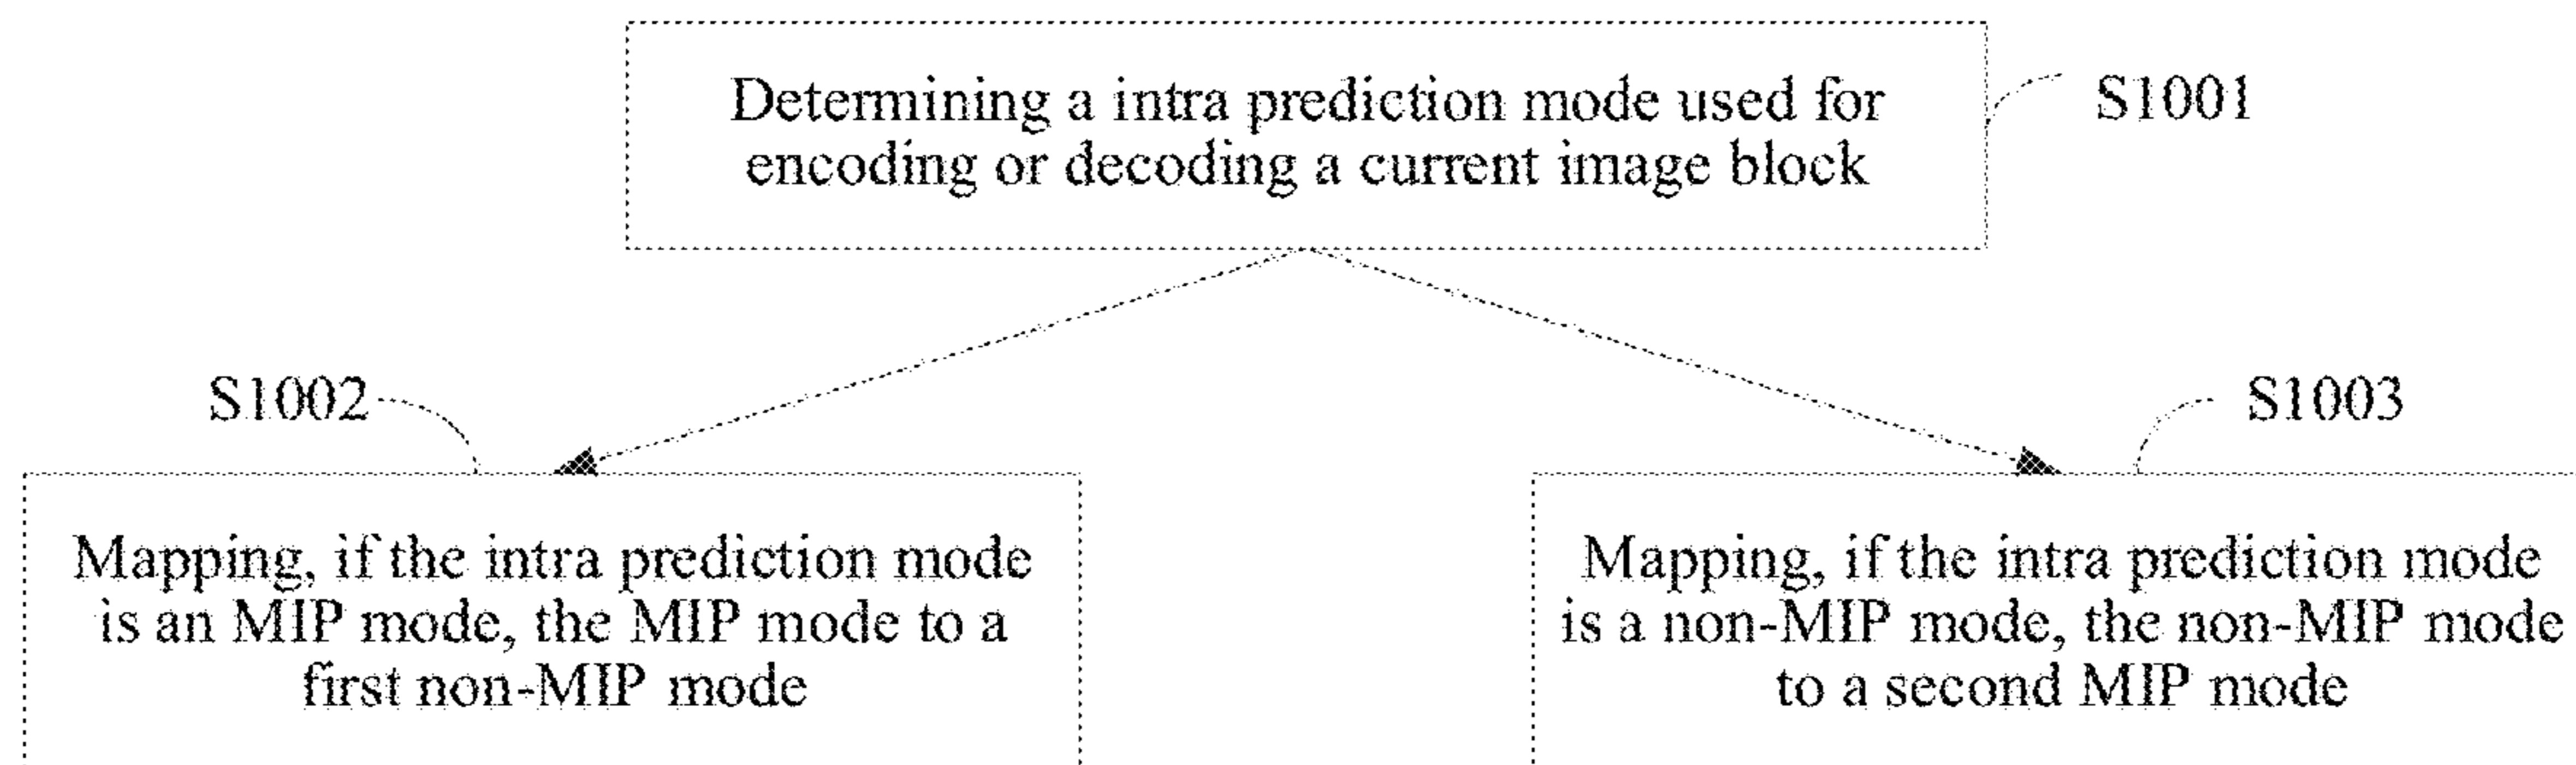 Determining a intra prediction mode used for
encoding or decoding a current image block
S1001
S1002
S1003
Mapping, if the intra prediction mode
is an MIP mode, the MIP mode to a
first non-MIP mode
Mapping, if the intra prediction mode
is a non-MIP mode, the non-MIP mode
to a second MIP mode